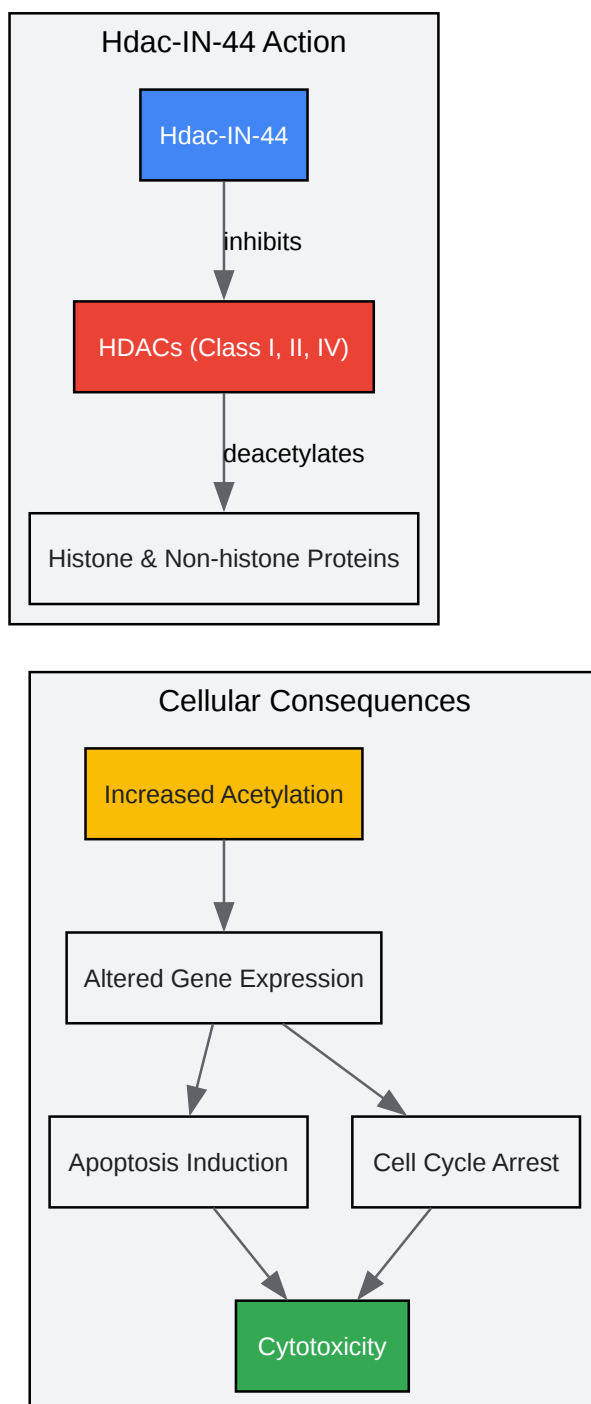 Hdac-IN-44 Action
Hdac-IN-44
inhibits
HDACs (Class I, II, IV)
deacetylates
Histone & Non-histone Proteins
Cellular Consequences
Increased Acetylation
Altered Gene Expression
Apoptosis Induction
Cell Cycle Arrest
Cytotoxicity